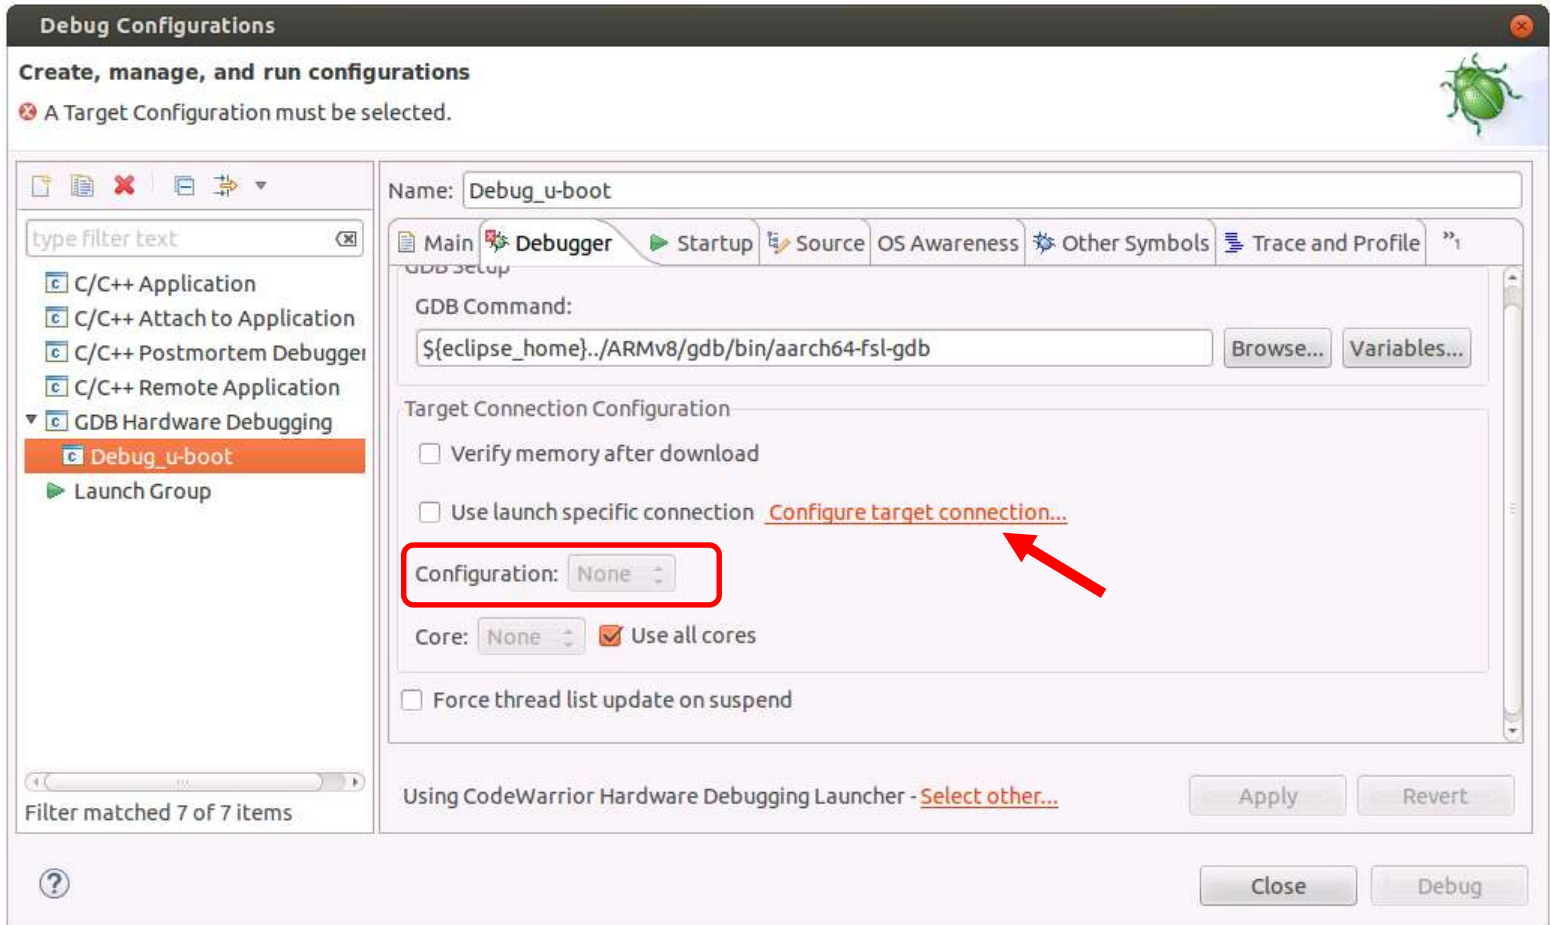 Debug Configurations
Create, manage, and run configurations
A Target Configuration must be selected.
type filter text
C/C++ Application
C/C++ Attach to Application
C/C++ Postmortem Debugger
C/C++ Remote Application
GDB Hardware Debugging
Debug_u-boot
Launch Group
Filter matched 7 of 7 items
Name: Debug_u-boot
Main Debugger Startup Source OS Awareness Other Symbols Trace and Profile »1
GDB Setup
GDB Command:
${eclipse_home}../ARMv8/gdb/bin/aarch64-fsl-gdb Browse... Variables...
Target Connection Configuration
Verify memory after download
Use launch specific connection Configure target connection...
Configuration: None
Core: None Use all cores
Force thread list update on suspend
Using CodeWarrior Hardware Debugging Launcher - Select other... Apply Revert
Close Debug